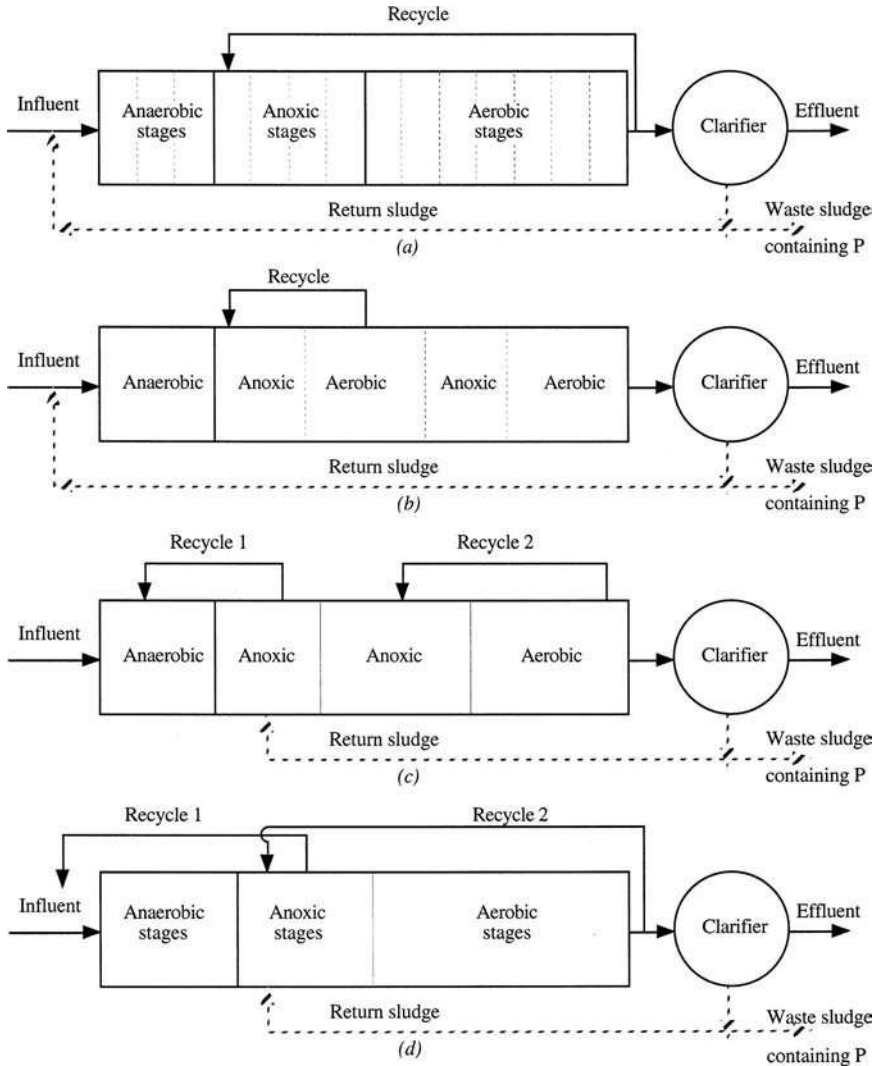 Recycle
Influent
Anaerobic
stages
Anoxic
stages
Aerobic
stages
Clarifier
Effluent
Return sludge
Waste sludge
(a)
containing P
Recycle
Influent
Anaerobic
Anoxic
Aerobic
Anoxic
Aerobic
Clarifier
Effluent
Return sludge
Waste sludge
(b)
containing P
Recycle 1
Recycle 2
Influent
Anaerobic
Anoxic
Anoxic
Aerobic
Clarifier
Effluent
Return sludge
Waste sludge
(c)
containing P
Recycle 1
Recycle 2
Influent
Anaerobic
stages
Anoxic
stages
Aerobic
stages
Clarifier
Effluent
Return sludge
Waste sludge
(d)
containing P